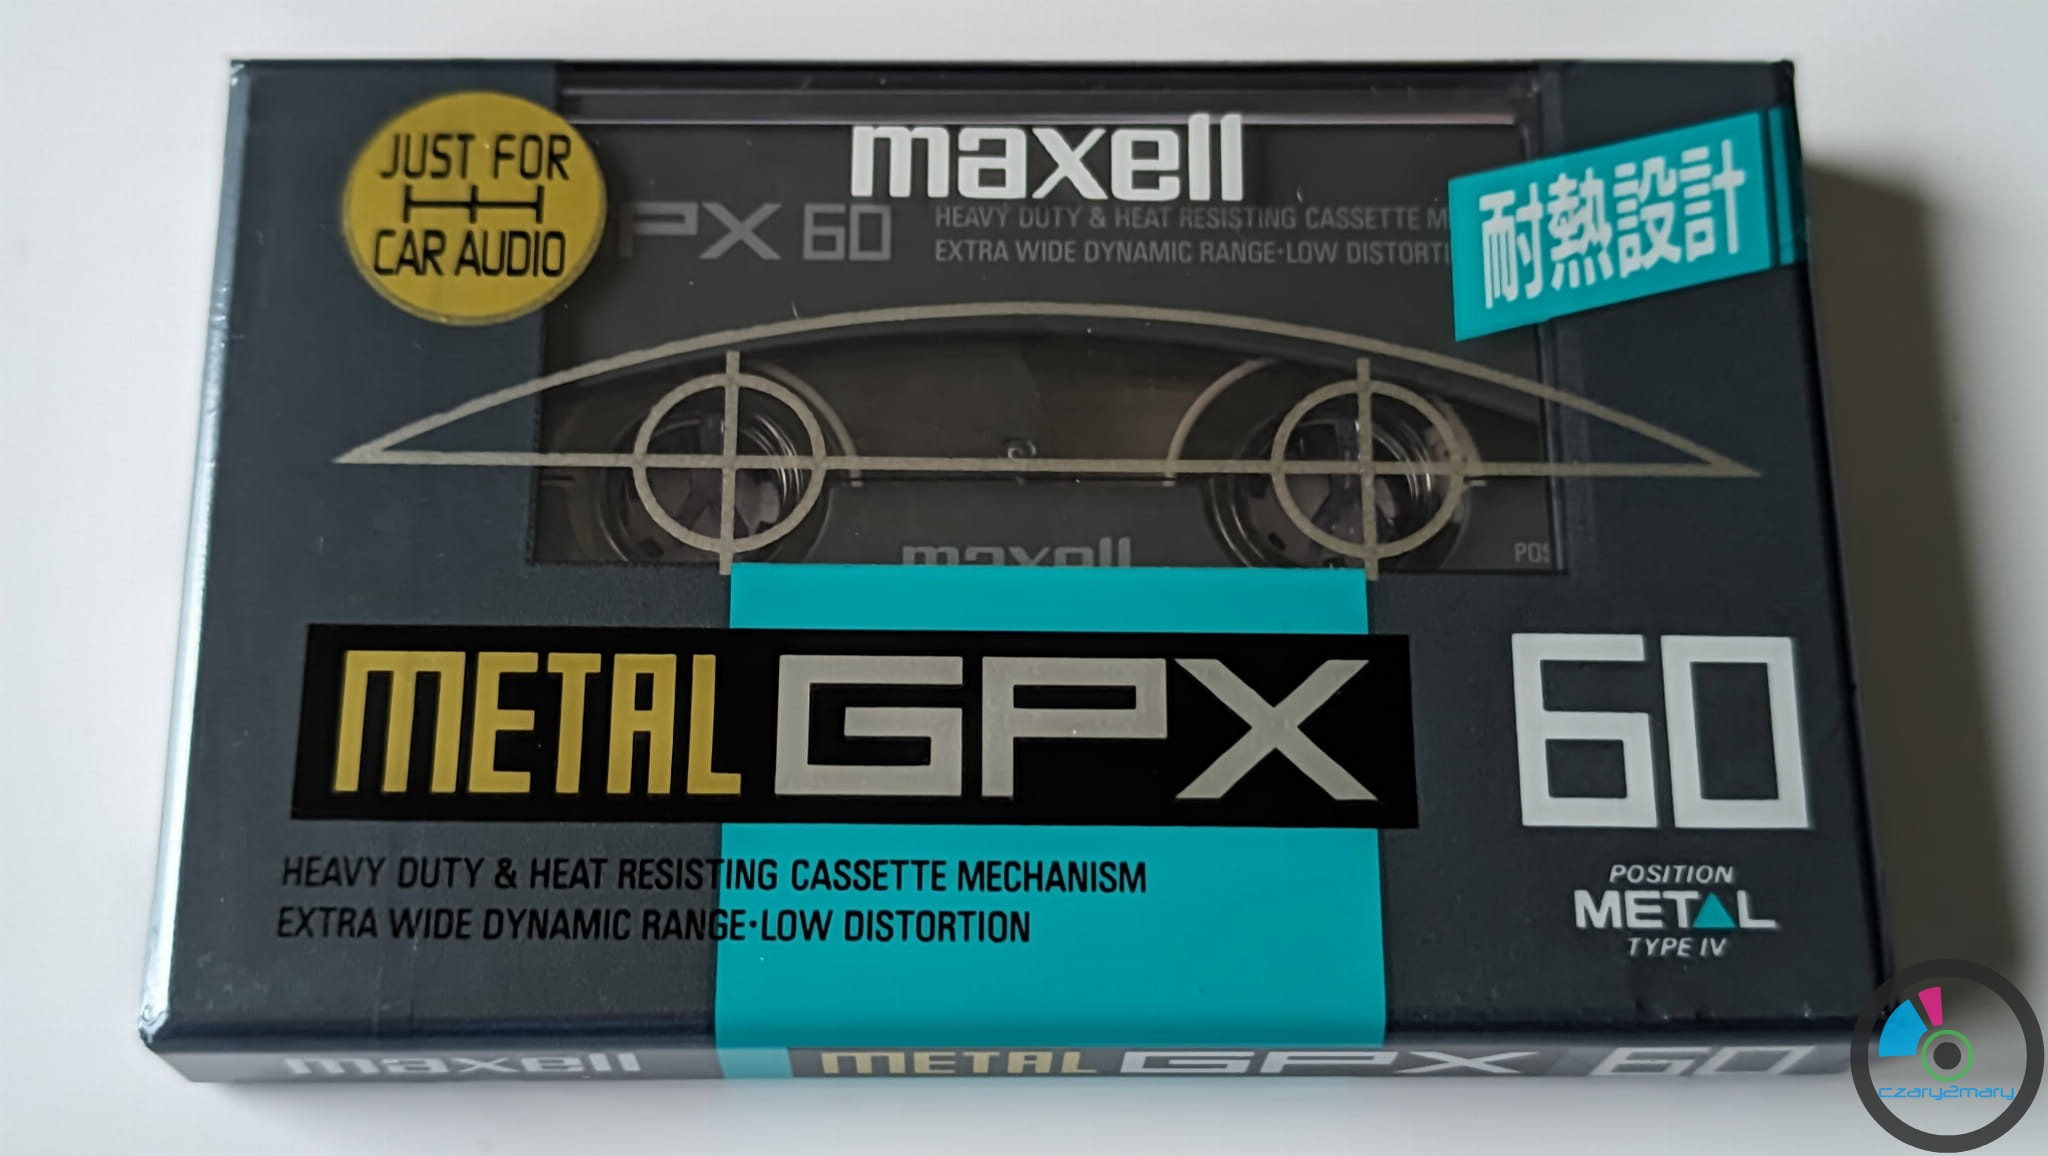 JUST FOR
CAR AUDIO
maxell
GPX 60
HEAVY DUTY & HEAT RESISTING CASSETTE M
EXTRA WIDE DYNAMIC RANGE·LOW DISTORTI
耐熱設計
maxell
POS
METAL GPX 60
HEAVY DUTY & HEAT RESISTING CASSETTE MECHANISM
EXTRA WIDE DYNAMIC RANGE·LOW DISTORTION
POSITION
METAL
TYPE IV
maxell METAL GPX 60
czary2mary